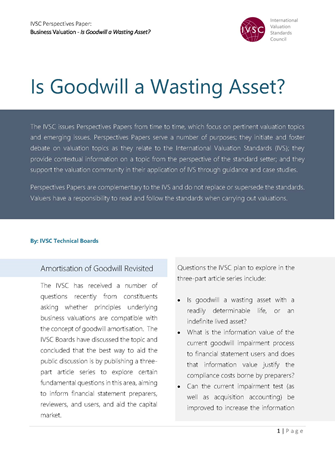 IVSC Perspectives Paper:
Business Valuation - Is Goodwill a Wasting Asset?
IVSC
International
Valuation
Standards
Council
Is Goodwill a Wasting Asset?
The IVSC issues Perspectives Papers from time to time, which focus on pertinent valuation topics
and emerging issues. Perspectives Papers serve a number of purposes; they initiate and foster
debate on valuation topics as they relate to the International Valuation Standards (IVS); they
provide contextual information on a topic from the perspective of the standard setter; and they
support the valuation community in their application of IVS through guidance and case studies.
Perspectives Papers are complementary to the IVS and do not replace or supersede the standards.
Valuers have a responsibility to read and follow the standards when carrying out valuations.
By: IVSC Technical Boards
Amortisation of Goodwill Revisited
The IVSC has received a number of
questions recently from constituents
asking whether principles underlying
business valuations are compatible with
the concept of goodwill amortisation. The
IVSC Boards have discussed the topic and
concluded that the best way to aid the
public discussion is by publishing a three-
part article series to explore certain
fundamental questions in this area, aiming
to inform financial statement preparers,
reviewers, and users, and aid the capital
market.
Questions the IVSC plan to explore in the
three-part article series include:
• Is goodwill a wasting asset with a
readily determinable life, or an
indefinite lived asset?
• What is the information value of the
current goodwill impairment process
to financial statement users and does
that information value justify the
compliance costs borne by preparers?
• Can the current impairment test (as
well as acquisition accounting) be
improved to increase the information
1 | Page